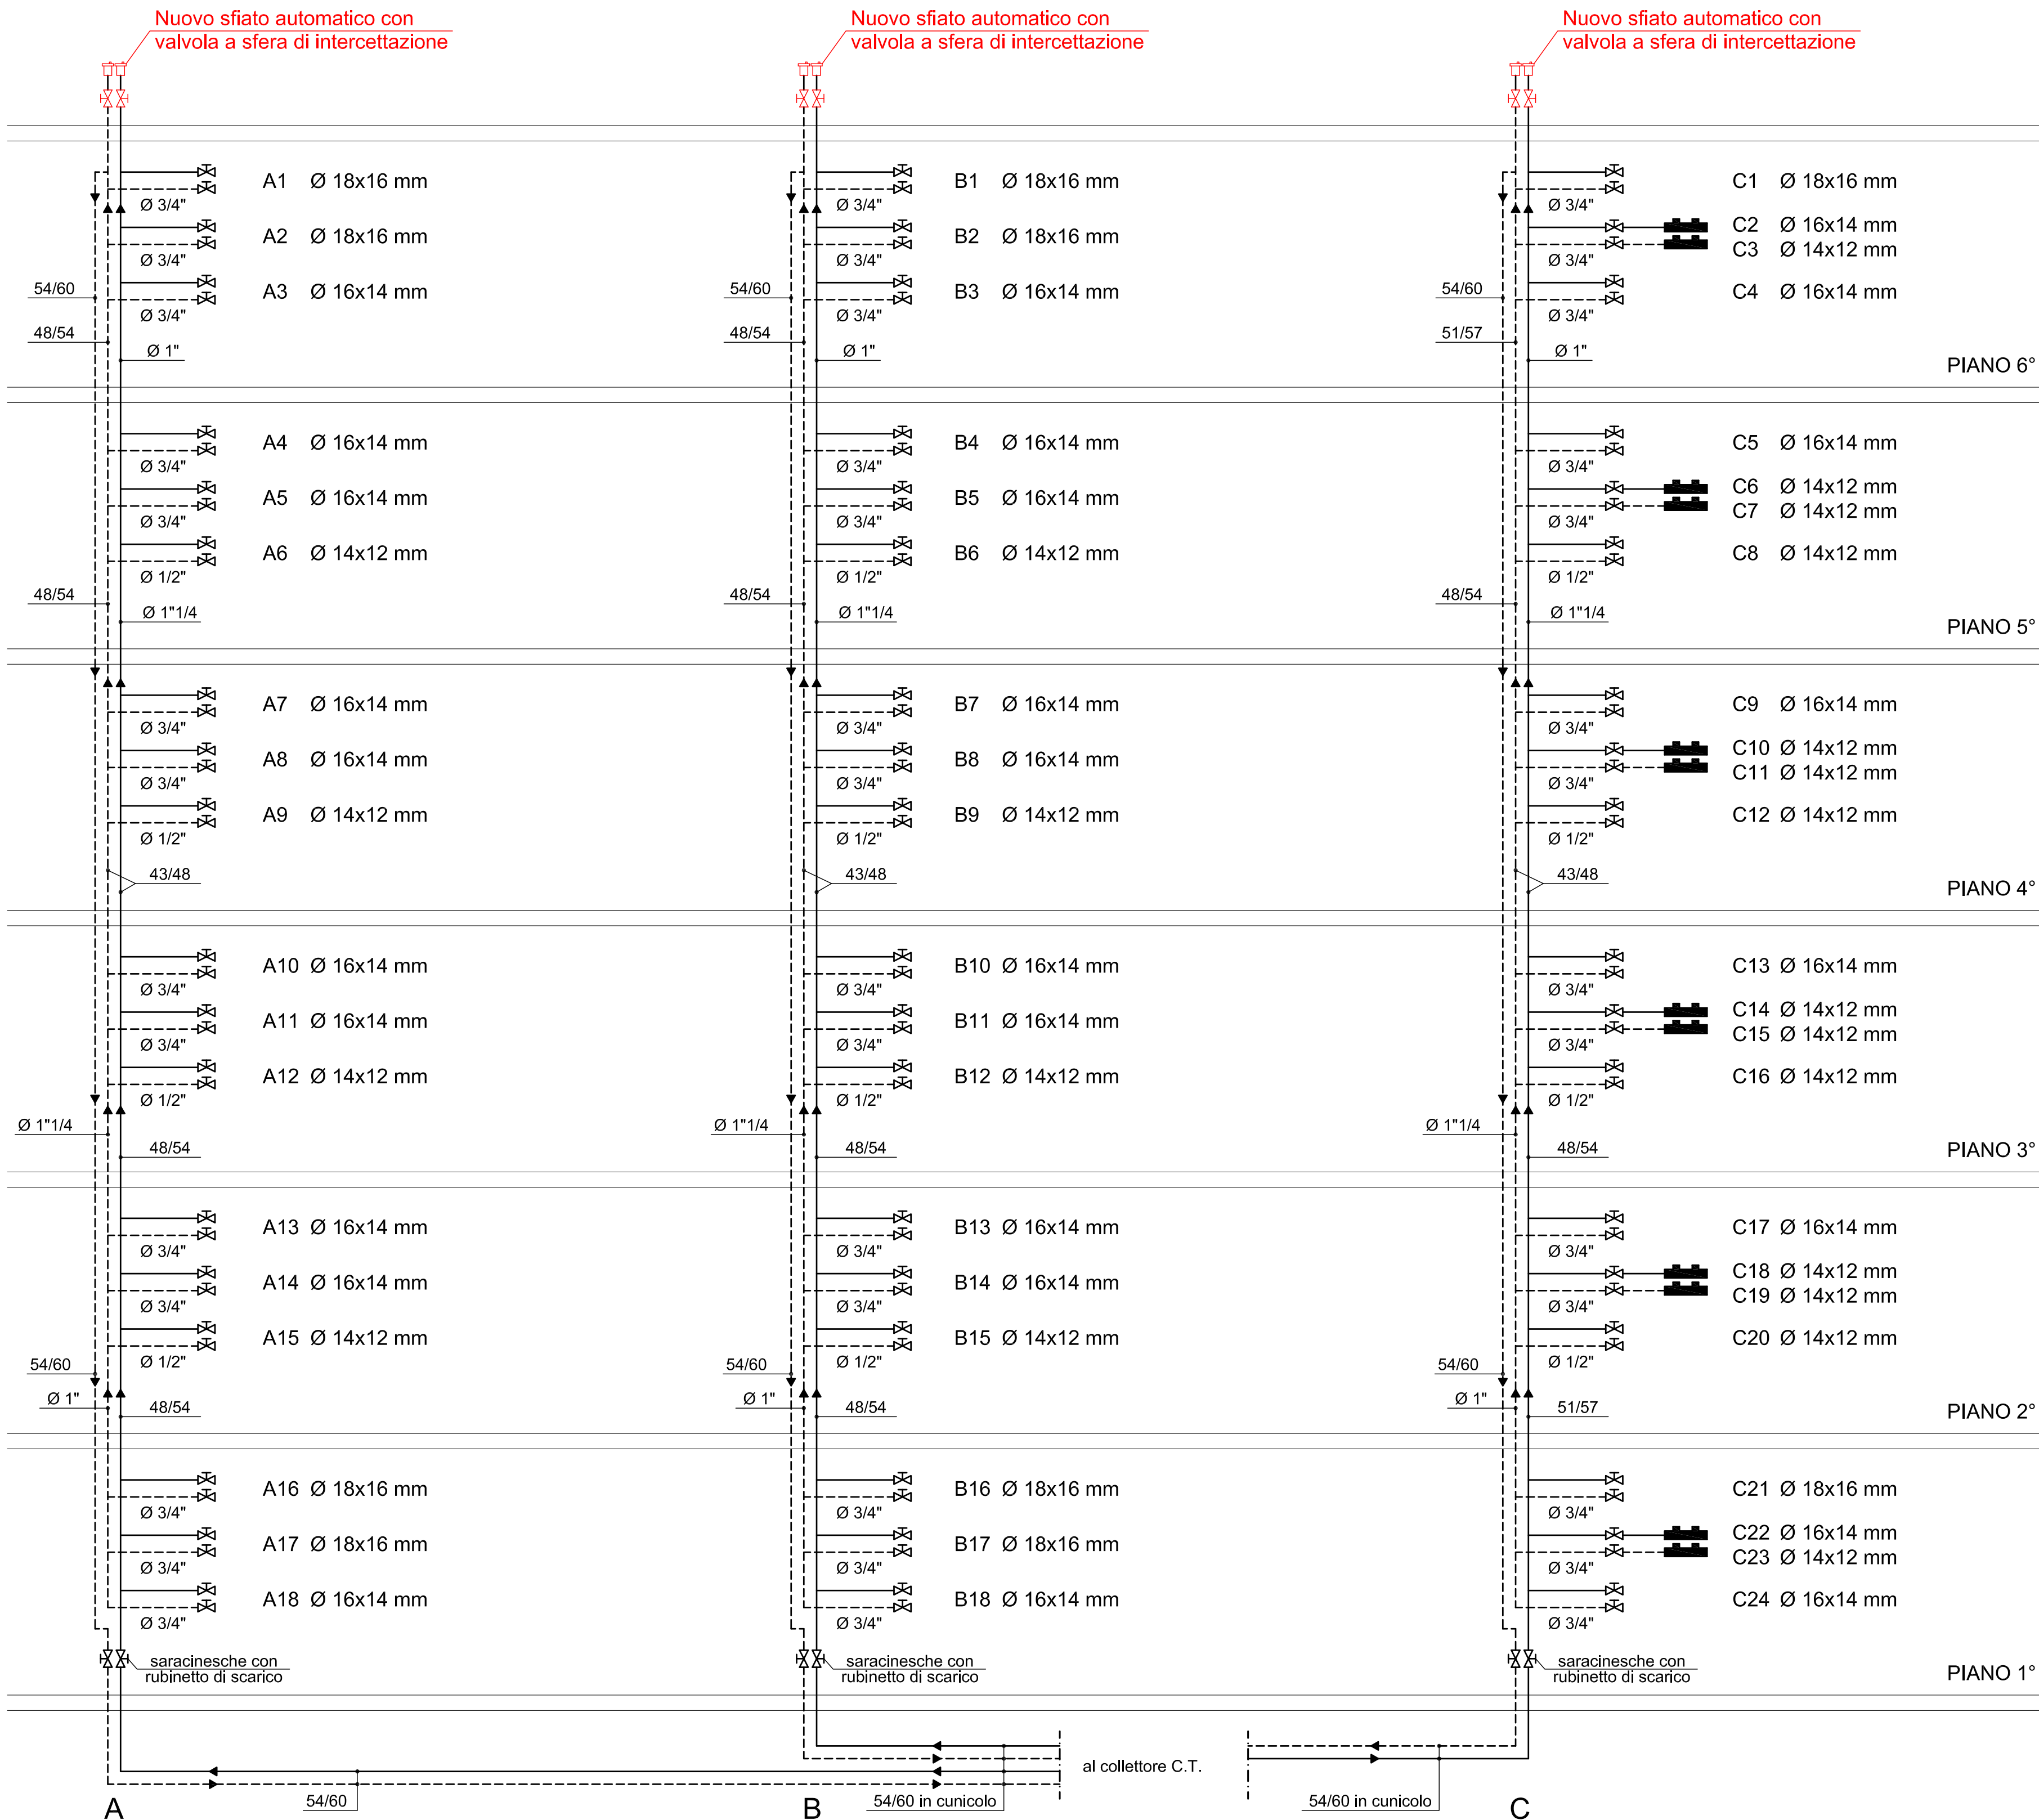 Nuovo sfiato automatico con
valvola a sfera di intercettazione
Nuovo sfiato automatico con
valvola a sfera di intercettazione
Nuovo sfiato automatico con
valvola a sfera di intercettazione
A1 Ø 18x16 mm
Ø 3/4"
A2 Ø 18x16 mm
Ø 3/4"
A3 Ø 16x14 mm
Ø 3/4"
54/60
48/54
Ø 1"
B1 Ø 18x16 mm
Ø 3/4"
B2 Ø 18x16 mm
Ø 3/4"
B3 Ø 16x14 mm
Ø 3/4"
54/60
48/54
Ø 1"
C1 Ø 18x16 mm
Ø 3/4"
C2 Ø 16x14 mm
C3 Ø 14x12 mm
Ø 3/4"
C4 Ø 16x14 mm
Ø 3/4"
54/60
51/57
Ø 1"
PIANO 6°
A4 Ø 16x14 mm
Ø 3/4"
A5 Ø 16x14 mm
Ø 3/4"
A6 Ø 14x12 mm
Ø 1/2"
48/54
Ø 1"1/4
B4 Ø 16x14 mm
Ø 3/4"
B5 Ø 16x14 mm
Ø 3/4"
B6 Ø 14x12 mm
Ø 1/2"
48/54
Ø 1"1/4
C5 Ø 16x14 mm
Ø 3/4"
C6 Ø 14x12 mm
C7 Ø 14x12 mm
Ø 3/4"
C8 Ø 14x12 mm
Ø 1/2"
48/54
Ø 1"1/4
PIANO 5°
A7 Ø 16x14 mm
Ø 3/4"
A8 Ø 16x14 mm
Ø 3/4"
A9 Ø 14x12 mm
Ø 1/2"
43/48
B7 Ø 16x14 mm
Ø 3/4"
B8 Ø 16x14 mm
Ø 3/4"
B9 Ø 14x12 mm
Ø 1/2"
43/48
C9 Ø 16x14 mm
Ø 3/4"
C10 Ø 14x12 mm
C11 Ø 14x12 mm
Ø 3/4"
C12 Ø 14x12 mm
Ø 1/2"
43/48
PIANO 4°
A10 Ø 16x14 mm
Ø 3/4"
A11 Ø 16x14 mm
Ø 3/4"
A12 Ø 14x12 mm
Ø 1/2"
Ø 1"1/4
48/54
B10 Ø 16x14 mm
Ø 3/4"
B11 Ø 16x14 mm
Ø 3/4"
B12 Ø 14x12 mm
Ø 1/2"
Ø 1"1/4
48/54
C13 Ø 16x14 mm
Ø 3/4"
C14 Ø 14x12 mm
C15 Ø 14x12 mm
Ø 3/4"
C16 Ø 14x12 mm
Ø 1/2"
Ø 1"1/4
48/54
PIANO 3°
A13 Ø 16x14 mm
Ø 3/4"
A14 Ø 16x14 mm
Ø 3/4"
A15 Ø 14x12 mm
Ø 1/2"
54/60
Ø 1"
48/54
B13 Ø 16x14 mm
Ø 3/4"
B14 Ø 16x14 mm
Ø 3/4"
B15 Ø 14x12 mm
Ø 1/2"
54/60
Ø 1"
48/54
C17 Ø 16x14 mm
Ø 3/4"
C18 Ø 14x12 mm
C19 Ø 14x12 mm
Ø 3/4"
C20 Ø 14x12 mm
Ø 1/2"
54/60
Ø 1"
51/57
PIANO 2°
A16 Ø 18x16 mm
Ø 3/4"
A17 Ø 18x16 mm
Ø 3/4"
A18 Ø 16x14 mm
Ø 3/4"
saracinesche con
rubinetto di scarico
B16 Ø 18x16 mm
Ø 3/4"
B17 Ø 18x16 mm
Ø 3/4"
B18 Ø 16x14 mm
Ø 3/4"
saracinesche con
rubinetto di scarico
C21 Ø 18x16 mm
Ø 3/4"
C22 Ø 16x14 mm
C23 Ø 14x12 mm
Ø 3/4"
C24 Ø 16x14 mm
Ø 3/4"
saracinesche con
rubinetto di scarico
PIANO 1°
al collettore C.T.
54/60
54/60 in cunicolo
54/60 in cunicolo
A
B
C